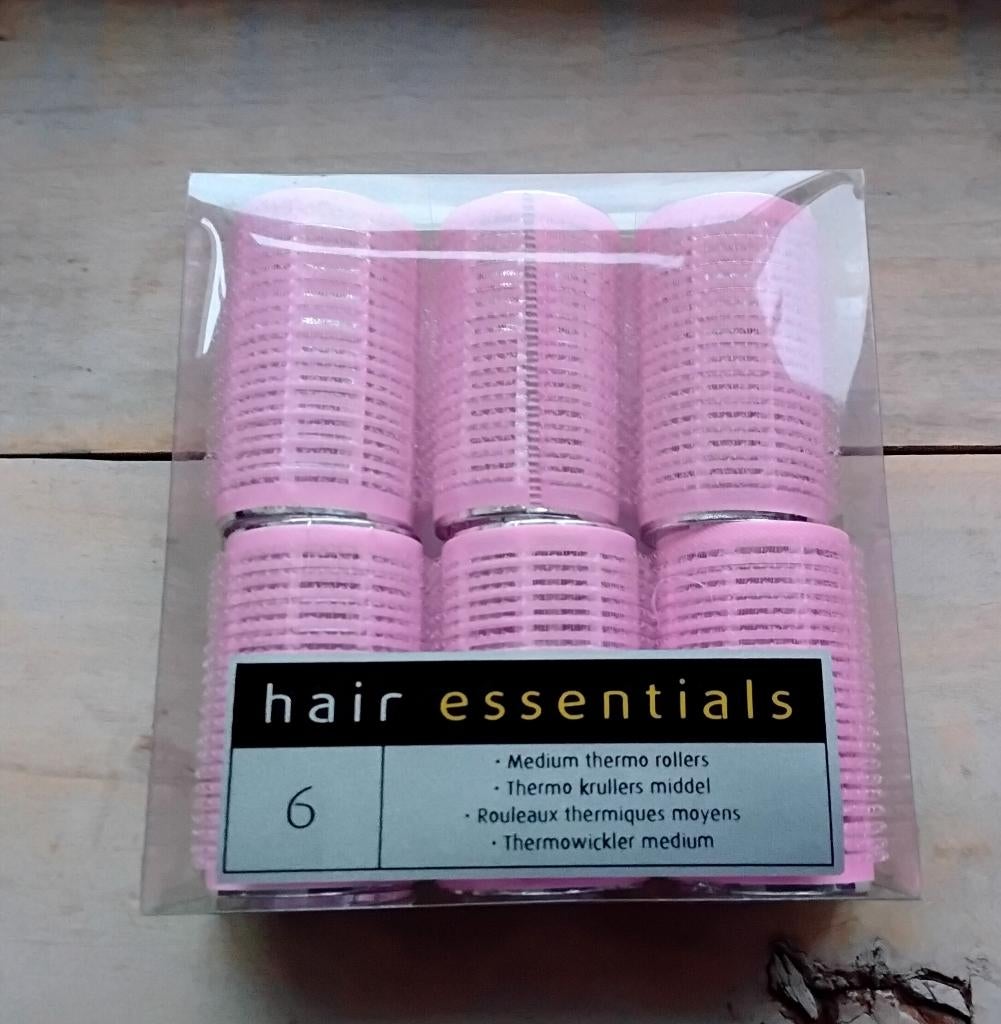 hair essentials
6
· Medium thermo rollers
· Thermo krullers middel
· Rouleaux thermiques moyens
· Thermowickler medium